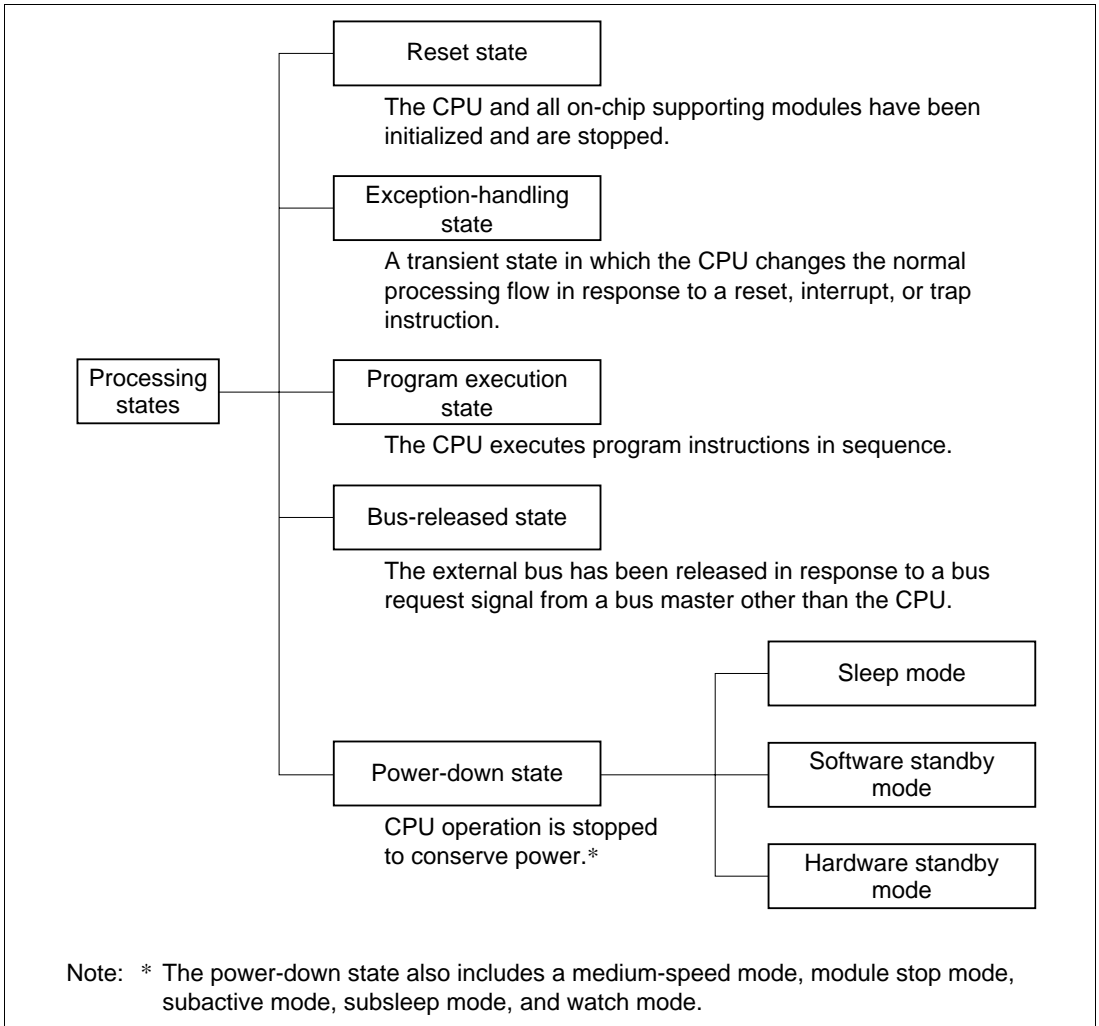 Reset state
The CPU and all on-chip supporting modules have been
initialized and are stopped.
Exception-handling
state
A transient state in which the CPU changes the normal
processing flow in response to a reset, interrupt, or trap
instruction.
Processing
states
Program execution
state
The CPU executes program instructions in sequence.
Bus-released state
The external bus has been released in response to a bus
request signal from a bus master other than the CPU.
Power-down state
CPU operation is stopped
to conserve power.*
Sleep mode
Software standby
mode
Hardware standby
mode
Note: * The power-down state also includes a medium-speed mode, module stop mode,
subactive mode, subsleep mode, and watch mode.